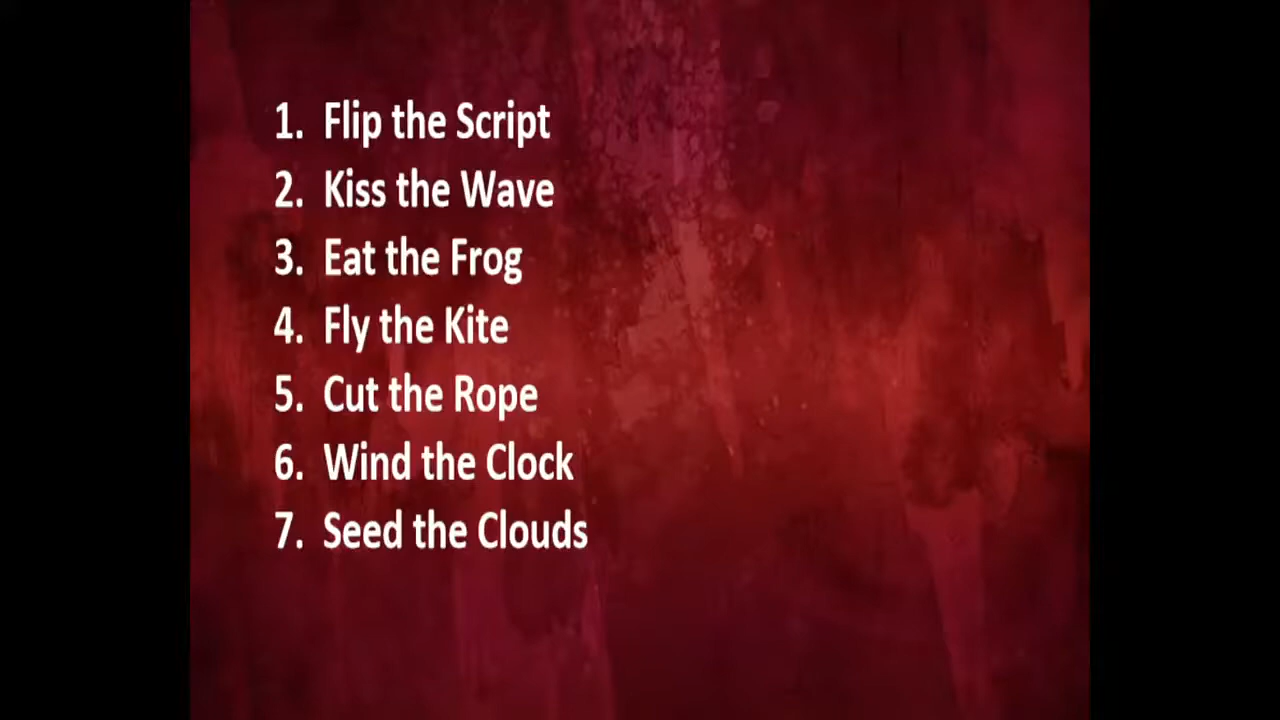 1. Flip the Script
2. Kiss the Wave
3. Eat the Frog
4. Fly the Kite
5. Cut the Rope
6. Wind the Clock
7. Seed the Clouds